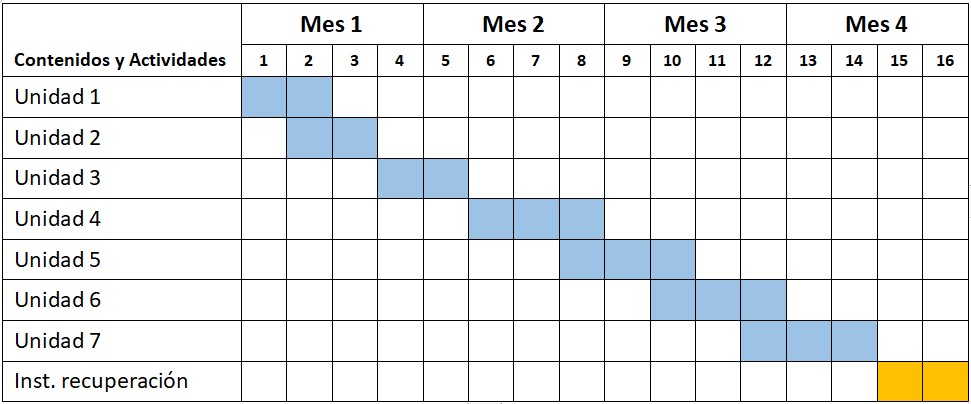 Mes 1 Mes 2 Mes 3 Mes 4
Contenidos y Actividades 1 2 3 4 5 6 7 8 9 10 11 12 13 14 15 16
Unidad 1
Unidad 2
Unidad 3
Unidad 4
Unidad 5
Unidad 6
Unidad 7
Inst. recuperación